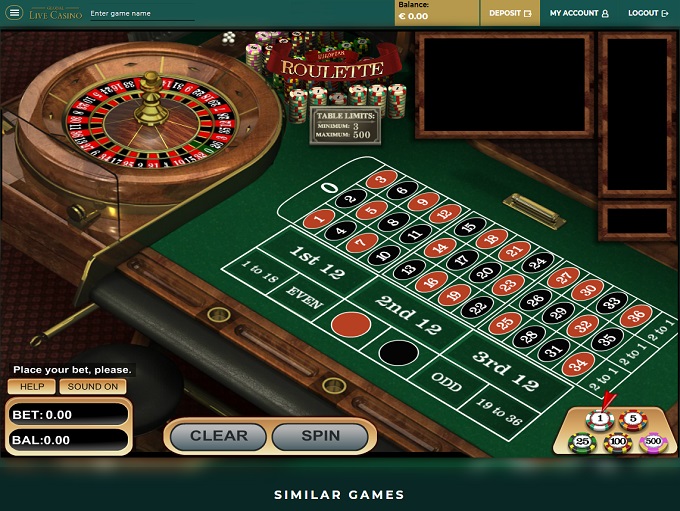 GLOBAL
LIVE CASINO
Enter game name
Balance:
€ 0.00
DEPOSIT
MY ACCOUNT
LOGOUT
ROULETTE
TABLE LIMITS:
MINIMUM: 3
MAXIMUM: 500
0
3 6 9 12 15 18 21 24 27 30 33 36
2 5 8 11 14 17 20 23 26 29 32 35
1 4 7 10 13 16 19 22 25 28 31 34
2 to 1
2 to 1
2 to 1
1st 12
2nd 12
3rd 12
1 to 18
EVEN
ODD
19 to 36
Place your bet, please.
HELP
SOUND ON
BET: 0.00
BAL:0.00
CLEAR
SPIN
1
5
25
100
500
SIMILAR GAMES